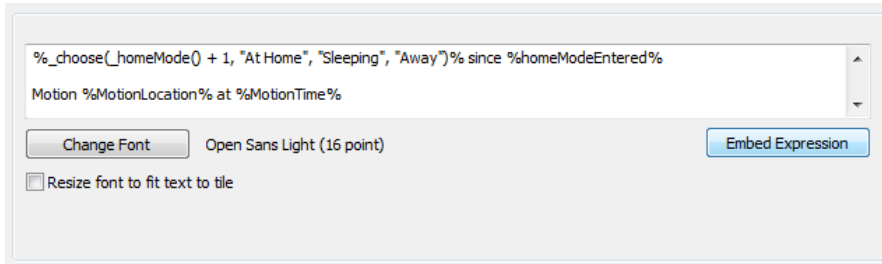 %_choose(_homeMode() + 1, "At Home", "Sleeping", "Away")% since %homeModeEntered%
Motion %MotionLocation% at %MotionTime%
Change Font Open Sans Light (16 point) Embed Expression
Resize font to fit text to tile